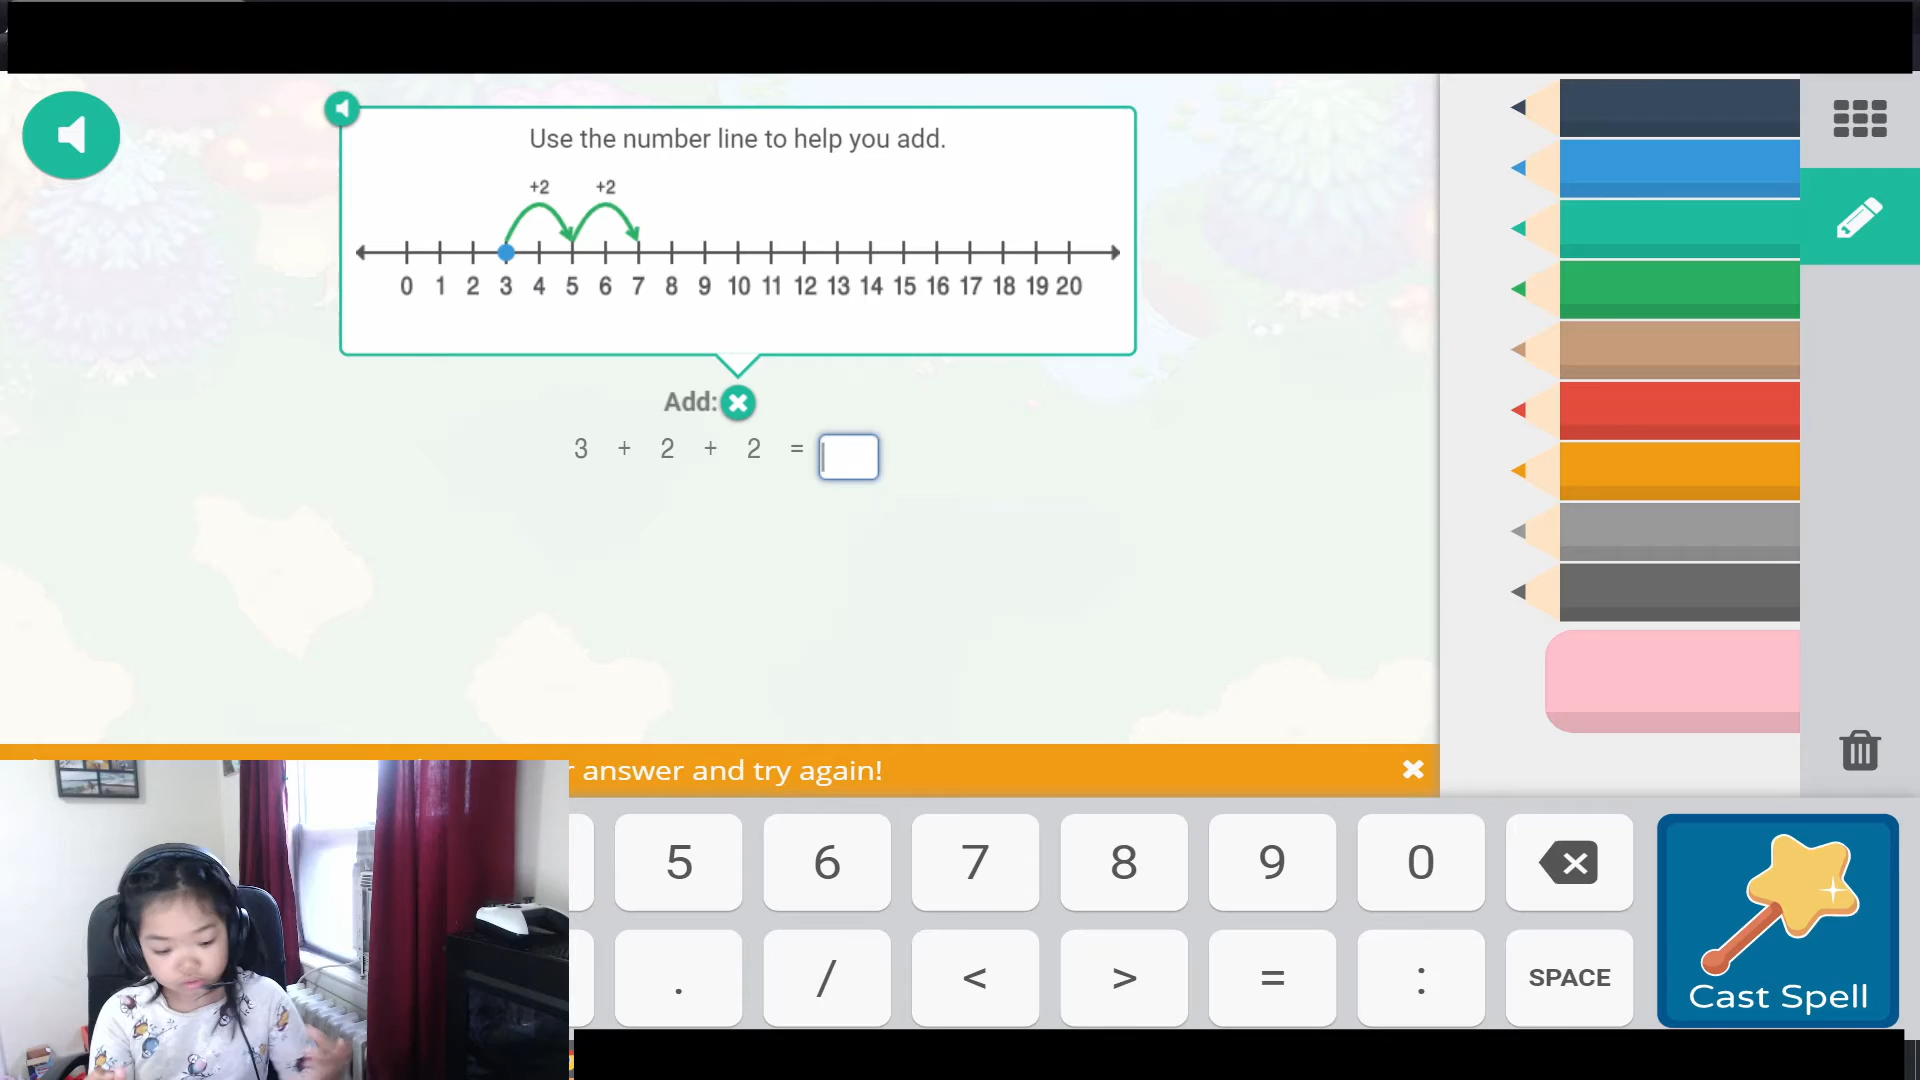 Use the number line to help you add.
+2 +2
0 1 2 3 4 5 6 7 8 9 10 11 12 13 14 15 16 17 18 19 20
Add:
3 + 2 + 2 =
answer and try again!
5 6 7 8 9 0
. / < > = : SPACE
Cast Spell